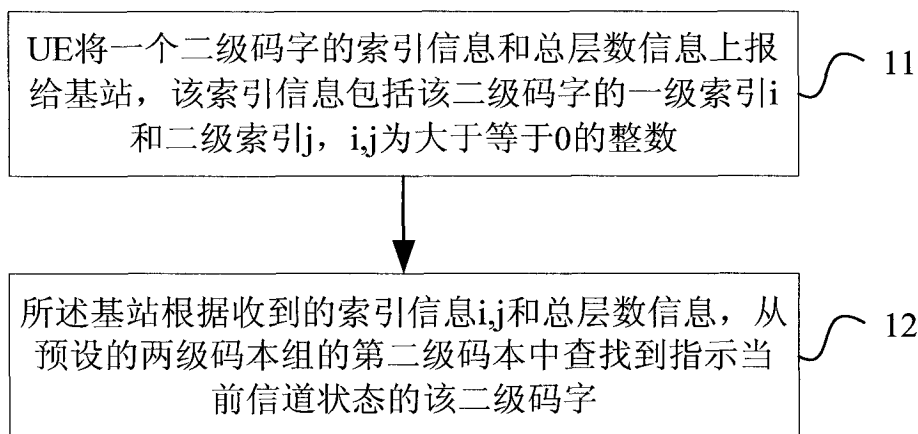 UE将一个二级码字的索引信息和总层数信息上报
给基站，该索引信息包括该二级码字的一级索引i
和二级索引j，i,j为大于等于0的整数
11
所述基站根据收到的索引信息i,j和总层数信息，从
预设的两级码本组的第二级码本中查找到指示当
前信道状态的该二级码字
12